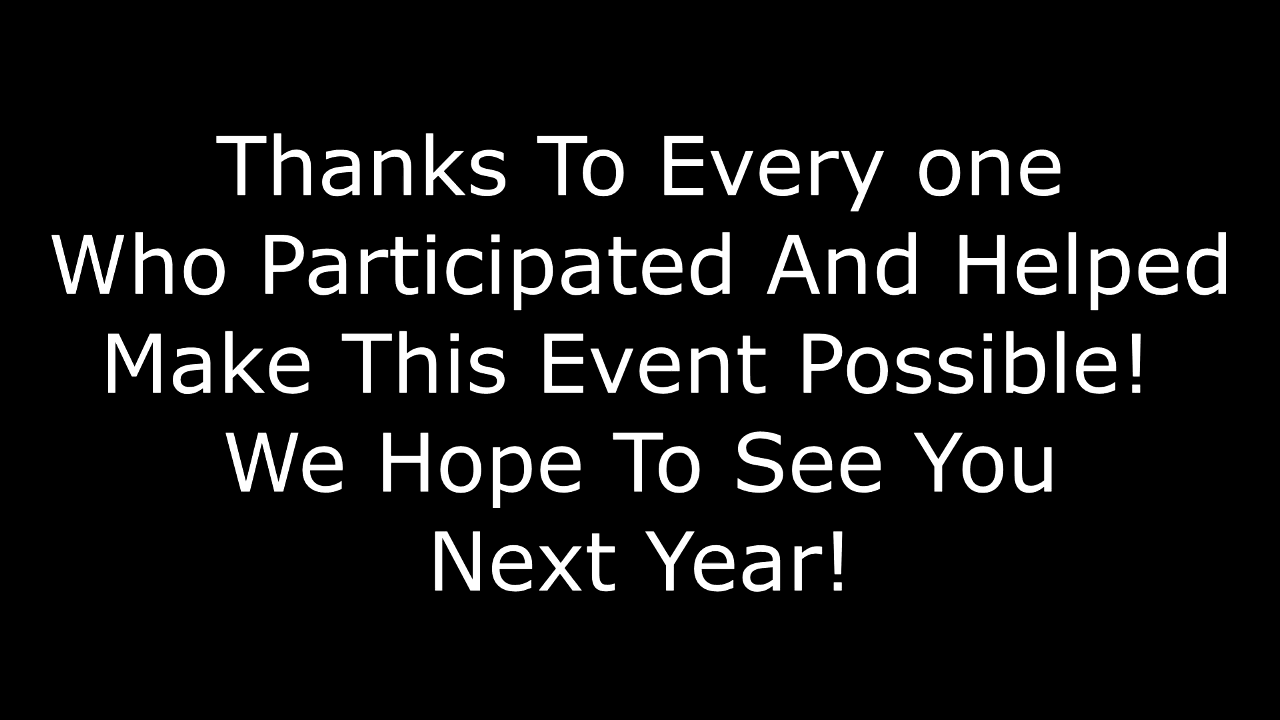 Thanks To Every one
Who Participated And Helped
Make This Event Possible!
We Hope To See You
Next Year!